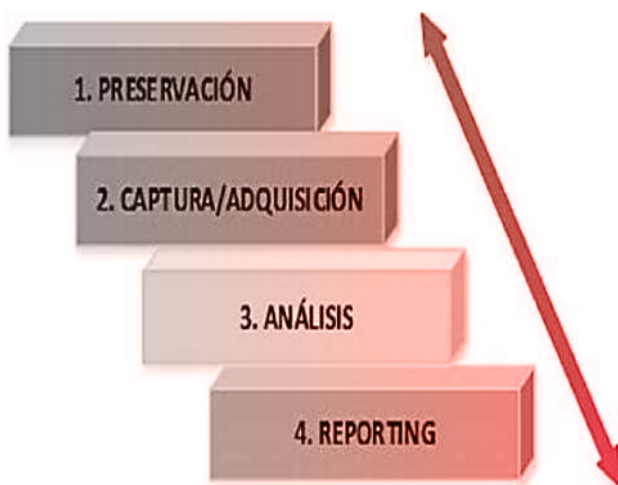 1. PRESERVACIÓN
2. CAPTURA/ADQUISICIÓN
3. ANÁLISIS
4. REPORTING